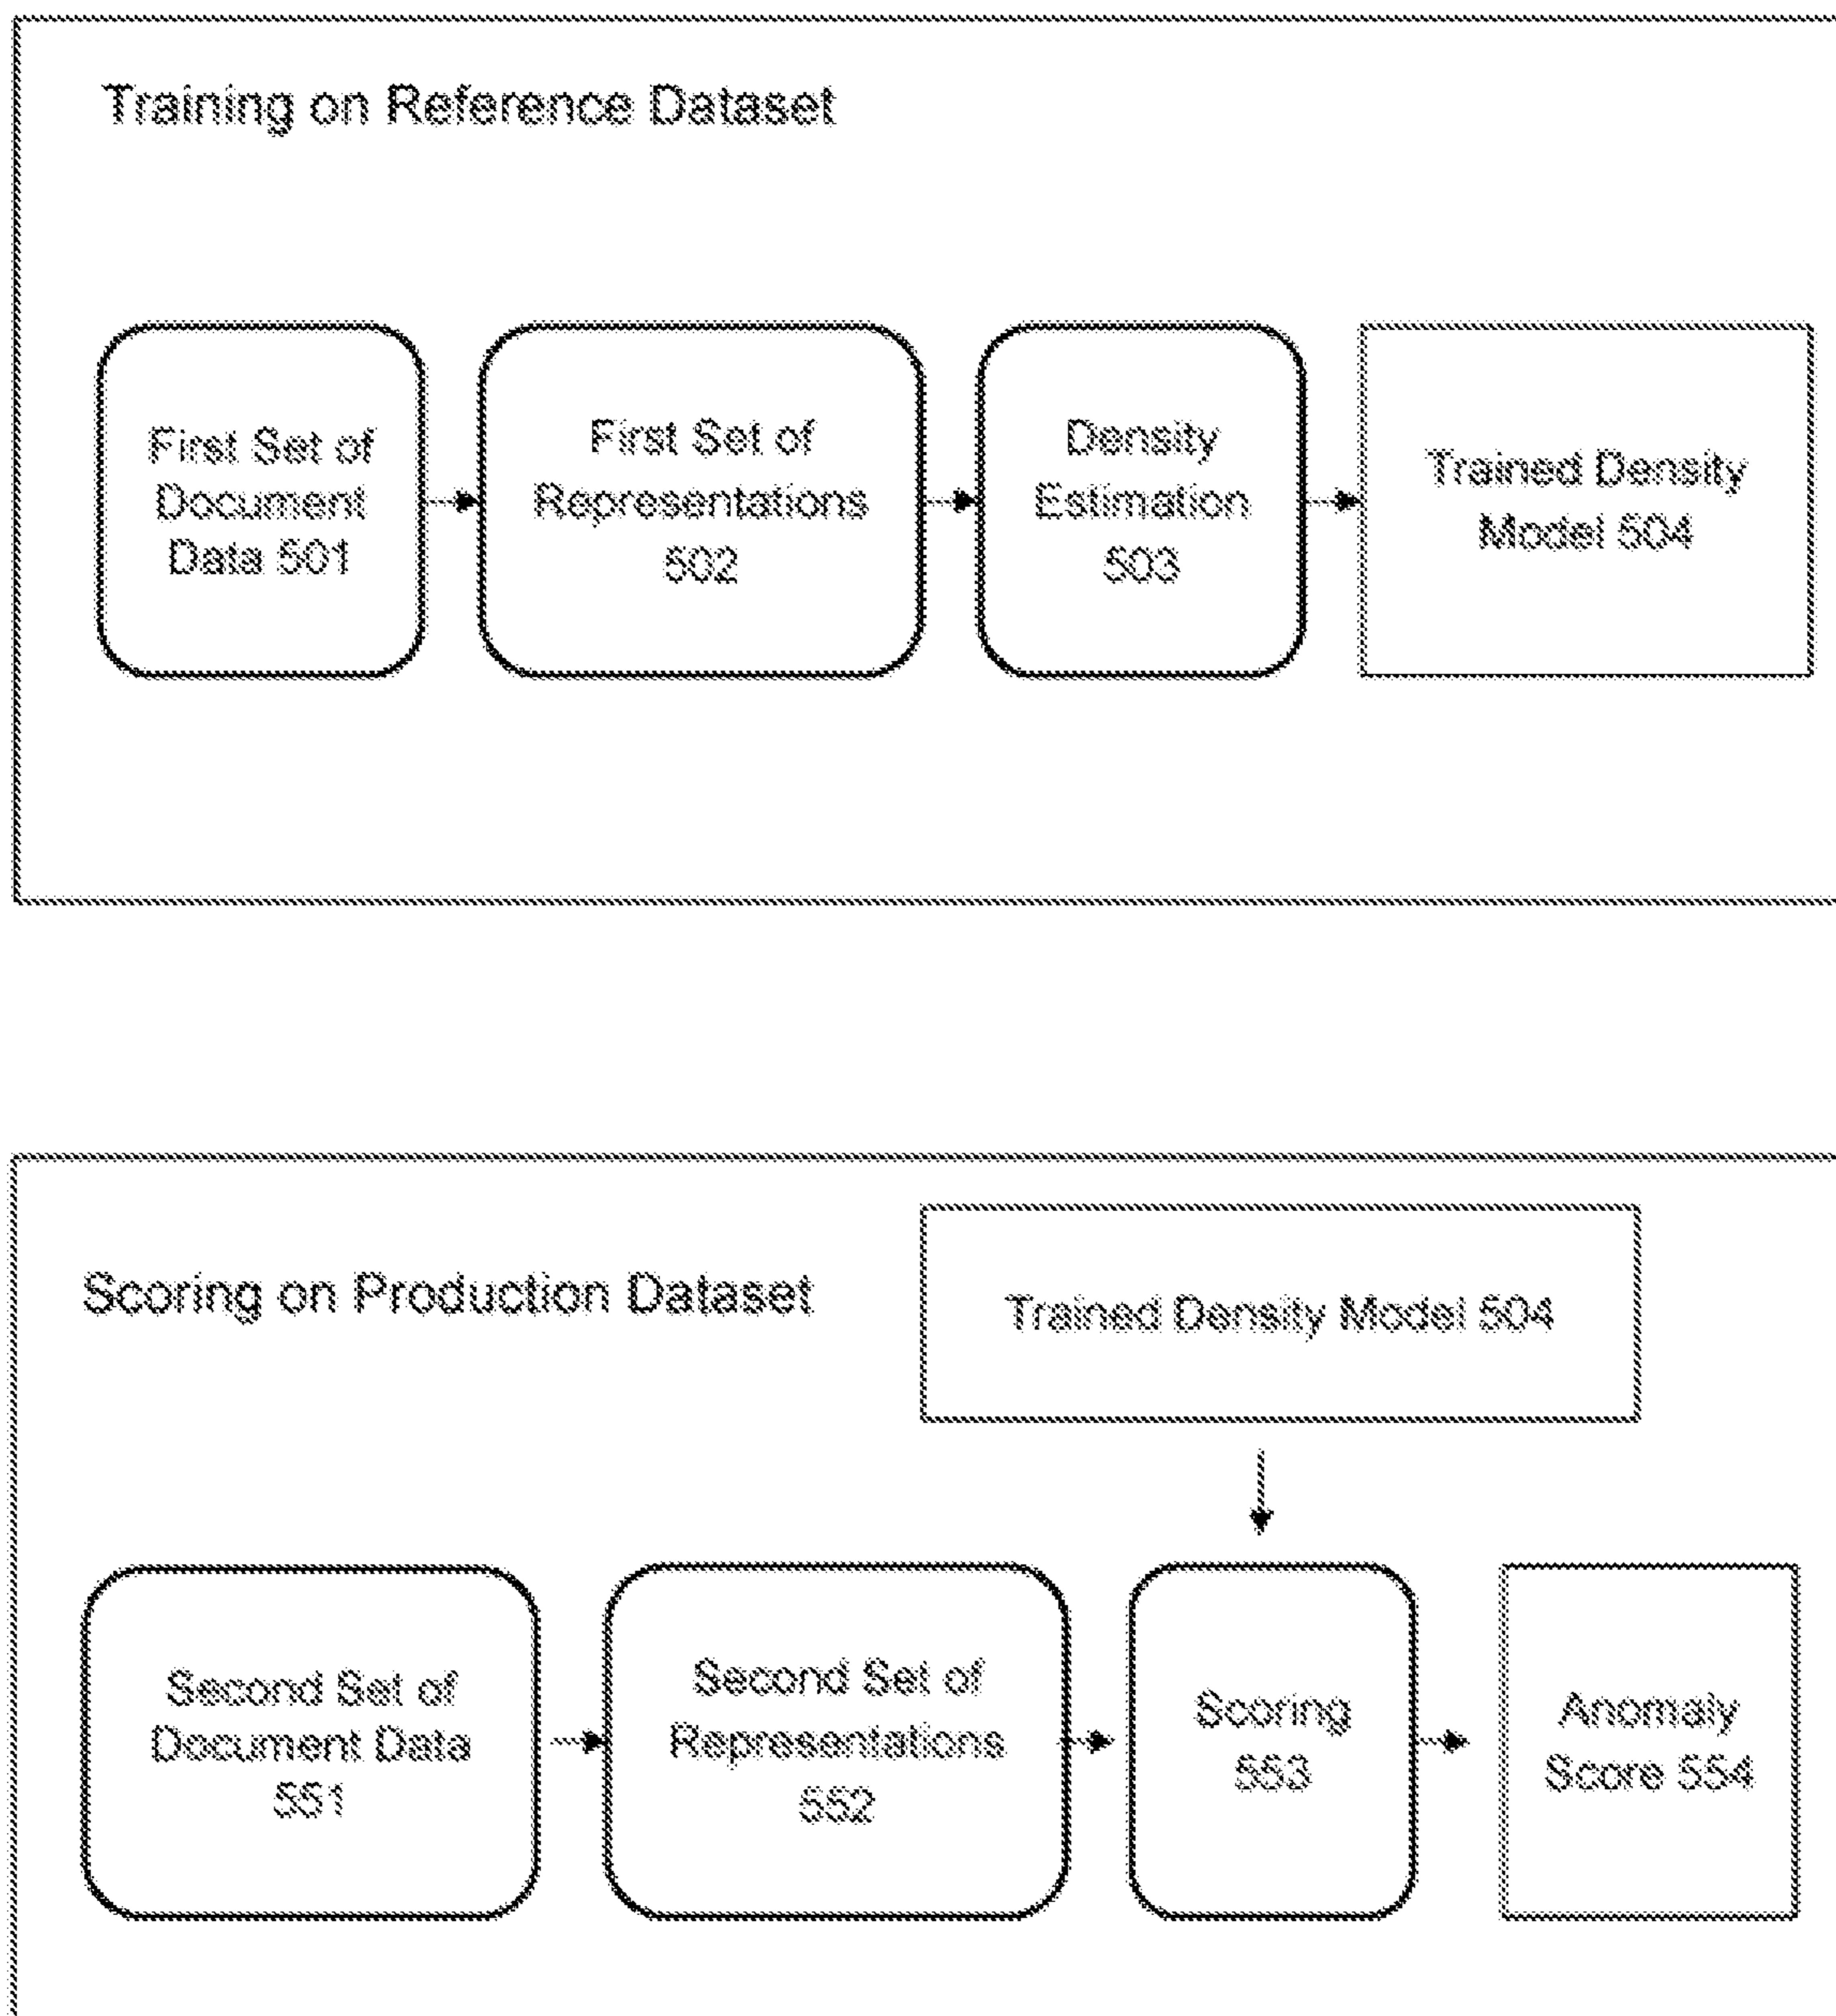 Training on Reference Dataset
First Set of
Document
Data 501
First Set of
Representations
502
Density
Estimation
503
Trained Density
Model 504
Scoring on Production Dataset
Trained Density Model 504
Second Set of
Document Data
551
Second Set of
Representations
552
Scoring
553
Anomaly
Score 554